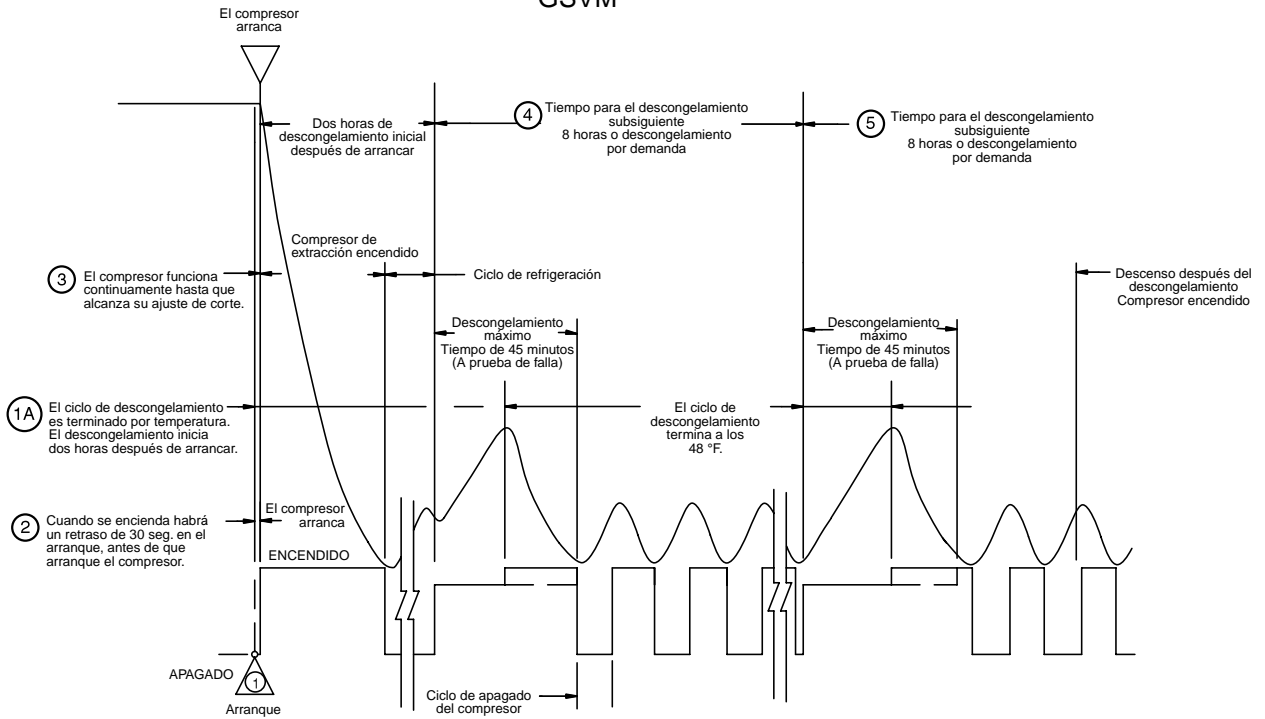 GSVM
El compresor
arranca
Dos horas de
descongelamiento inicial
después de arrancar
4
Tiempo para el descongelamiento
subsiguiente
8 horas o descongelamiento
por demanda
5
Tiempo para el descongelamiento
subsiguiente
8 horas o descongelamiento
por demanda
3
El compresor funciona
continuamente hasta que
alcanza su ajuste de corte.
Compresor de
extracción encendido
Ciclo de refrigeración
Descenso después del
descongelamiento
Compresor encendido
Descongelamiento
máximo
Tiempo de 45 minutos
(A prueba de falla)
Descongelamiento
máximo
Tiempo de 45 minutos
(A prueba de falla)
1A
El ciclo de descongelamiento
es terminado por temperatura.
El descongelamiento inicia
dos horas después de arrancar.
El ciclo de
descongelamiento
termina a los
48 °F.
2
Cuando se encienda habrá
un retraso de 30 seg. en el
arranque, antes de que
arranque el compresor.
El compresor
arranca
ENCENDIDO
APAGADO
1
Arranque
Ciclo de apagado
del compresor